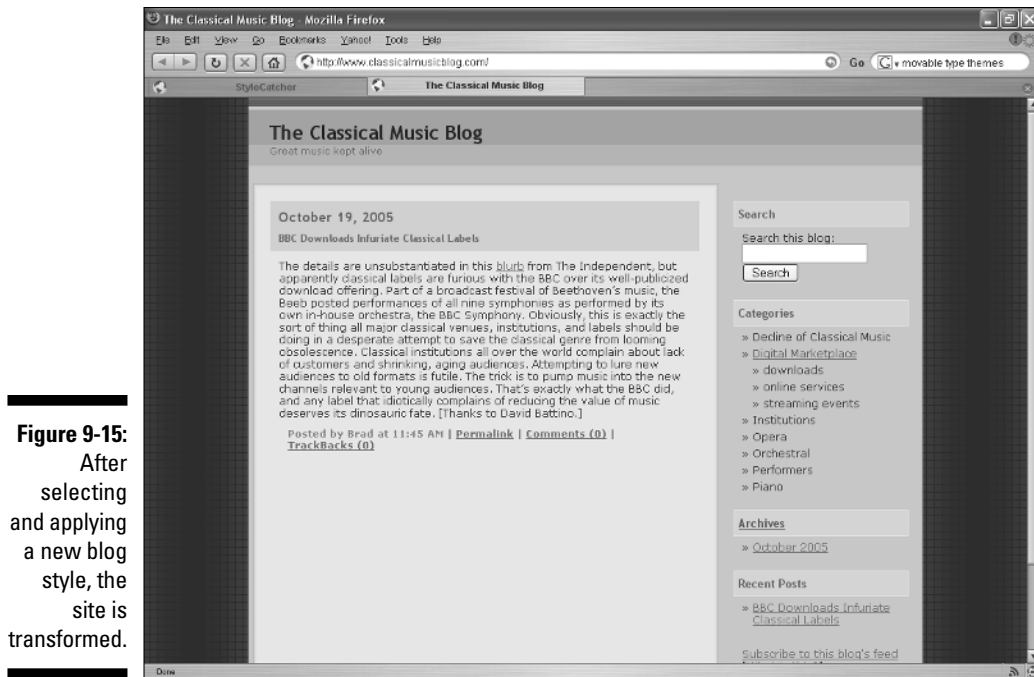 The Classical Music Blog - Mozilla Firefox
File Edit View Go Bookmarks Yahoo! Tools Help
http://www.classicalmusicblog.com/
Go
movable type themes
StyleCatcher
The Classical Music Blog
The Classical Music Blog
Great music kept alive
October 19, 2005
BBC Downloads Infuriate Classical Labels
The details are unsubstantiated in this blurb from The Independent, but
apparently classical labels are furious with the BBC over its well-publicized
download offering. Part of a broadcast festival of Beethoven's music, the
Beeb posted performances of all nine symphonies as performed by its
own in-house orchestra, the BBC Symphony. Obviously, this is exactly the
sort of thing all major classical venues, institutions, and labels should be
doing in a desperate attempt to save the classical genre from looming
obsolescence. Classical institutions all over the world complain about lack
of customers and shrinking, aging audiences. Attempting to lure new
audiences to old formats is futile. The trick is to pump music into the new
channels relevant to young audiences. That's exactly what the BBC did,
and any label that idiotically complains of reducing the value of music
deserves its dinosauric fate. [Thanks to David Battino.]
Posted by Brad at 11:45 AM | Permalink | Comments (0) |
TrackBacks (0)
Search
Search this blog:
Search
Categories
» Decline of Classical Music
» Digital Marketplace
» downloads
» online services
» streaming events
» Institutions
» Opera
» Orchestral
» Performers
» Piano
Archives
» October 2005
Recent Posts
» BBC Downloads Infuriate
Classical Labels
Subscribe to this blog's feed
Done
Figure 9-15:
After
selecting
and applying
a new blog
style, the
site is
transformed.